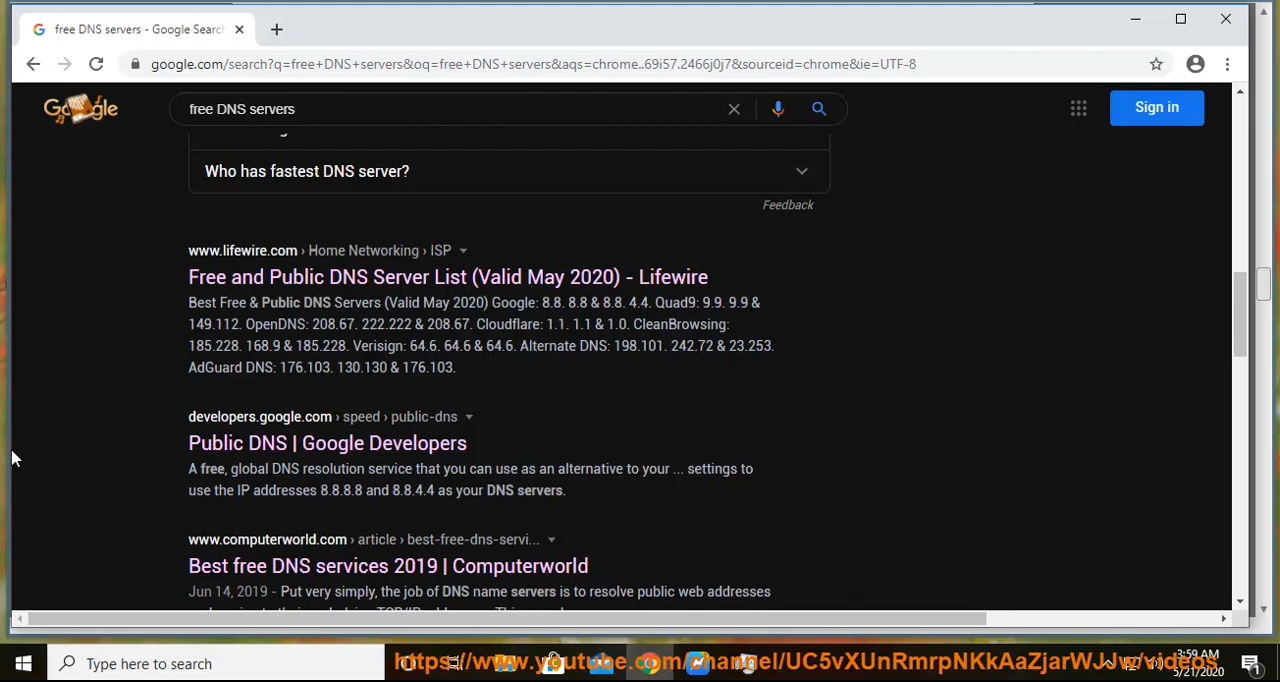 free DNS servers - Google Search
google.com/search?q=free+DNS+servers&oq=free+DNS+servers&aqs=chrome..69i57.2466j0j7&sourceid=chrome&ie=UTF-8
free DNS servers
Sign in
Who has fastest DNS server?
Feedback
www.lifewire.com › Home Networking › ISP
Free and Public DNS Server List (Valid May 2020) - Lifewire
Best Free & Public DNS Servers (Valid May 2020) Google: 8.8. 8.8 & 8.8. 4.4. Quad9: 9.9. 9.9 &
149.112. OpenDNS: 208.67. 222.222 & 208.67. Cloudflare: 1.1. 1.1 & 1.0. CleanBrowsing:
185.228. 168.9 & 185.228. Verisign: 64.6. 64.6 & 64.6. Alternate DNS: 198.101. 242.72 & 23.253.
AdGuard DNS: 176.103. 130.130 & 176.103.
developers.google.com › speed › public-dns
Public DNS | Google Developers
A free, global DNS resolution service that you can use as an alternative to your ... settings to
use the IP addresses 8.8.8.8 and 8.8.4.4 as your DNS servers.
www.computerworld.com › article › best-free-dns-servi...
Best free DNS services 2019 | Computerworld
Jun 14, 2019 - Put very simply, the job of DNS name servers is to resolve public web addresses
Type here to search
https://www.youtube.com/channel/UC5vXUnRmrpNKkAaZjarWJJw/videos
3:59 AM
5/21/2020